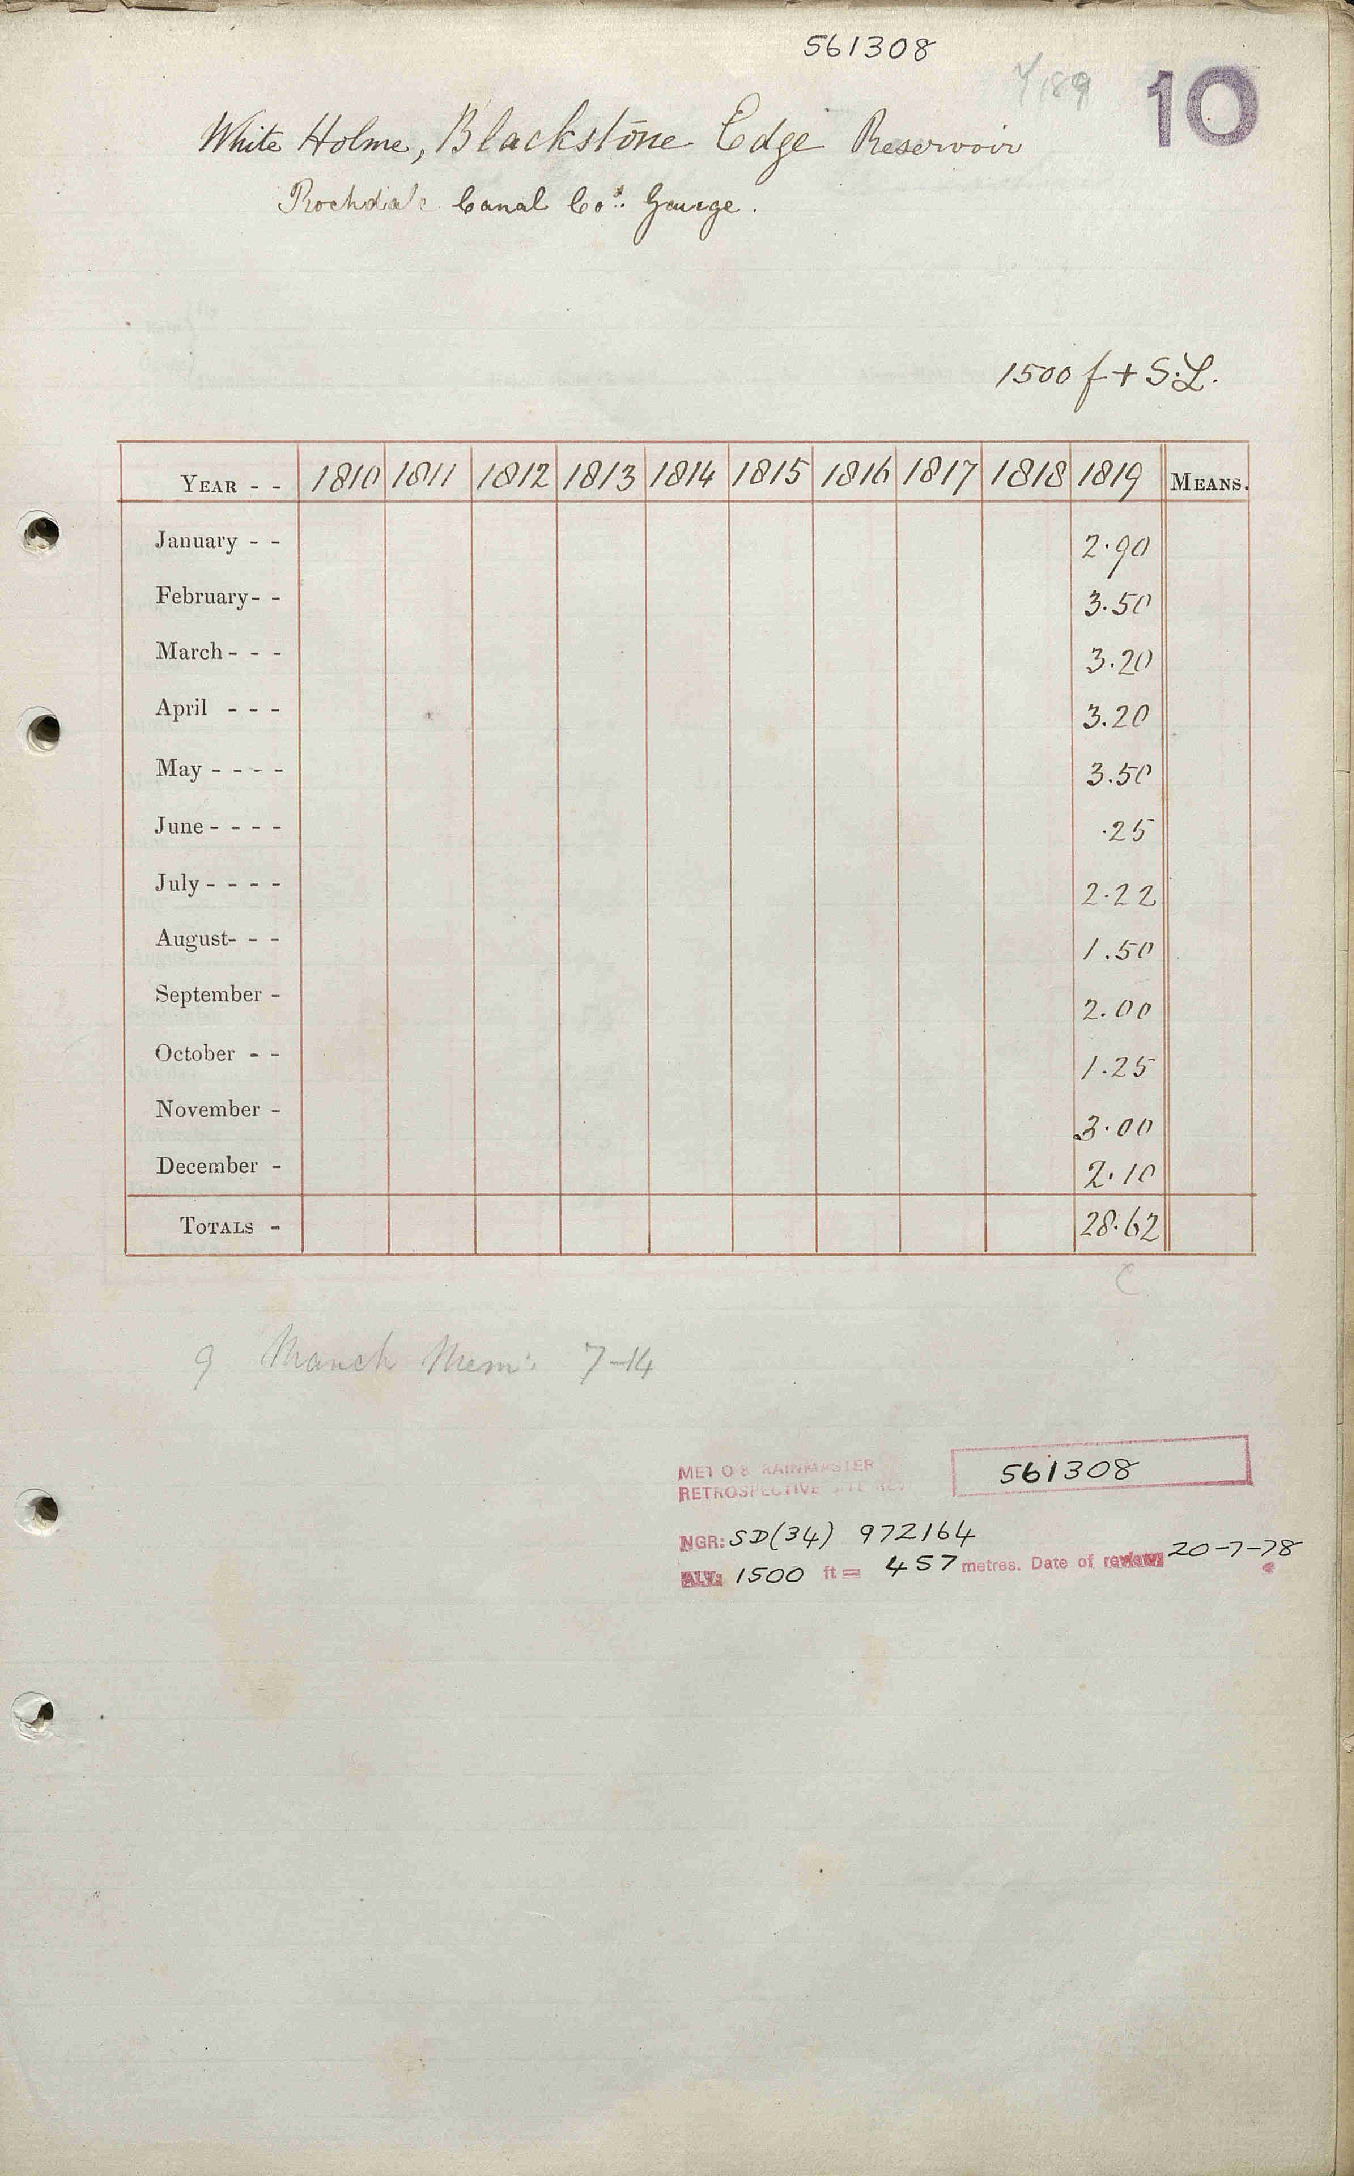 561308
10
White Holme, Blackstone Edge Reservoir
Rochdale Canal Co.s Gauge.
1500 f + S.L.
YEAR - - 1810 1811 1812 1813 1814 1815 1816 1817 1818 1819 MEANS.
January - - 2.90
February - - 3.50
March - - - 3.20
April - - - 3.20
May - - - - 3.50
June - - - - .25
July - - - - 2.22
August - - - 1.50
September - 2.00
October - - 1.25
November - 3.00
December - 2.10
TOTALS - 28.62
C
9 Manch Mem: 7-14
MET O 8 RAINMASTER 561308
RETROSPECTIVE SITE
NGR: SD(34) 972164
ALT: 1500 ft = 457 metres. Date of review: 20-7-78